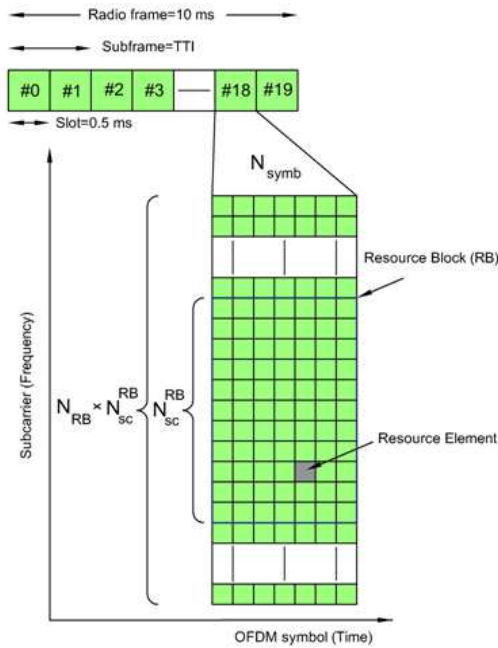 Radio frame=10 ms
Subframe=TTI
#0 #1 #2 #3 #18 #19
Slot=0.5 ms
N symb
Resource Block (RB)
Subcarrier (Frequency)
N RB × N RB sc
N RB sc
Resource Element
OFDM symbol (Time)